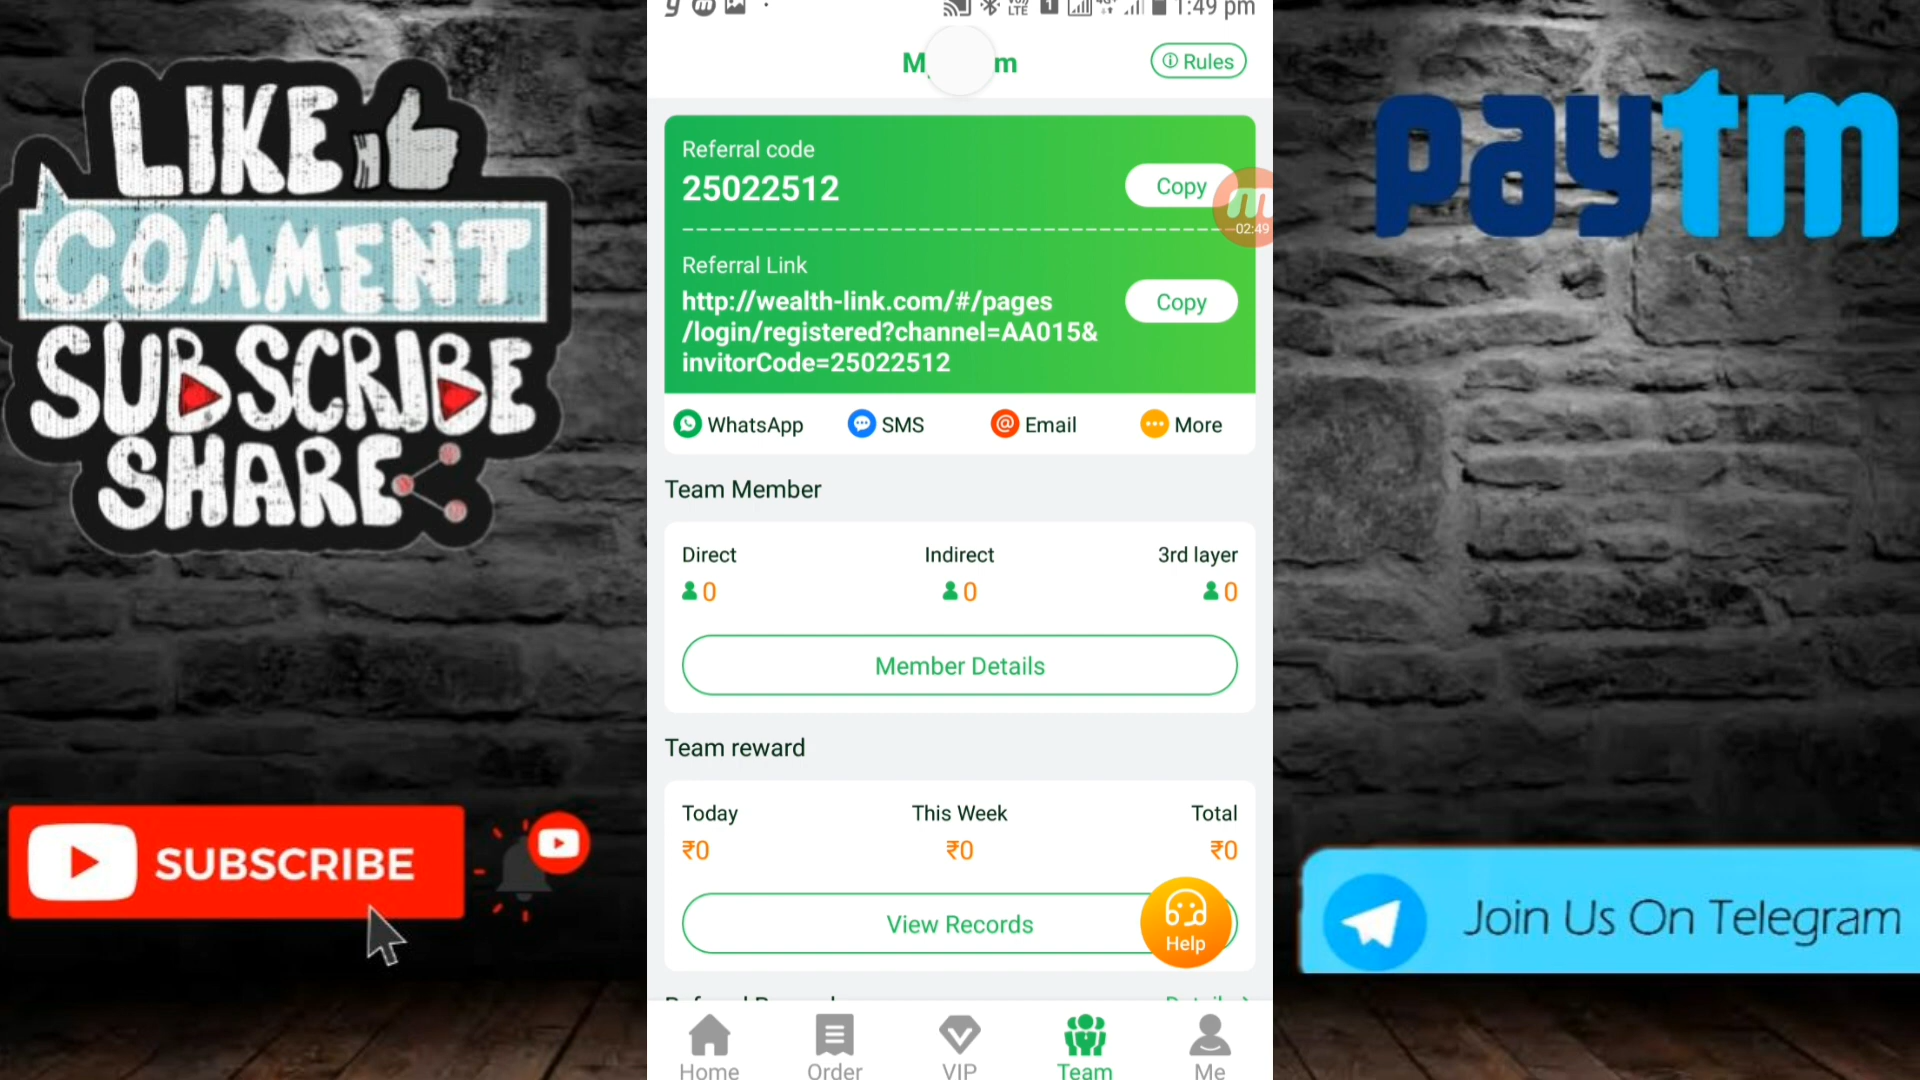 LIKE
COMMENT
SUBSCRIBE
SHARE
SUBSCRIBE
1:49 pm
Rules
Referral code
25022512
Copy
02:49
Referral Link
http://wealth-link.com/#/pages
/login/registered?channel=AA015&
invitorCode=25022512
Copy
WhatsApp SMS Email More
Team Member
Direct Indirect 3rd layer
0 0 0
Member Details
Team reward
Today This Week Total
₹0 ₹0 ₹0
View Records
Help
Home Order VIP Team Me
paytm
Join Us On Telegram